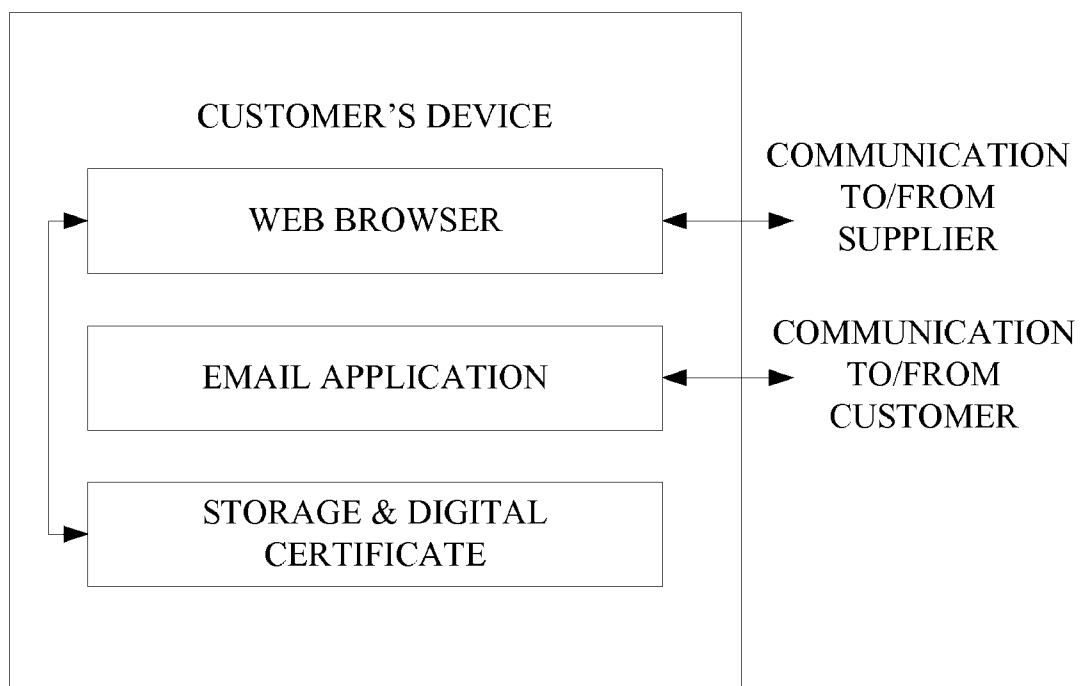 CUSTOMER’S DEVICE
WEB BROWSER
COMMUNICATION
TO/FROM
SUPPLIER
EMAIL APPLICATION
COMMUNICATION
TO/FROM
CUSTOMER
STORAGE & DIGITAL
CERTIFICATE